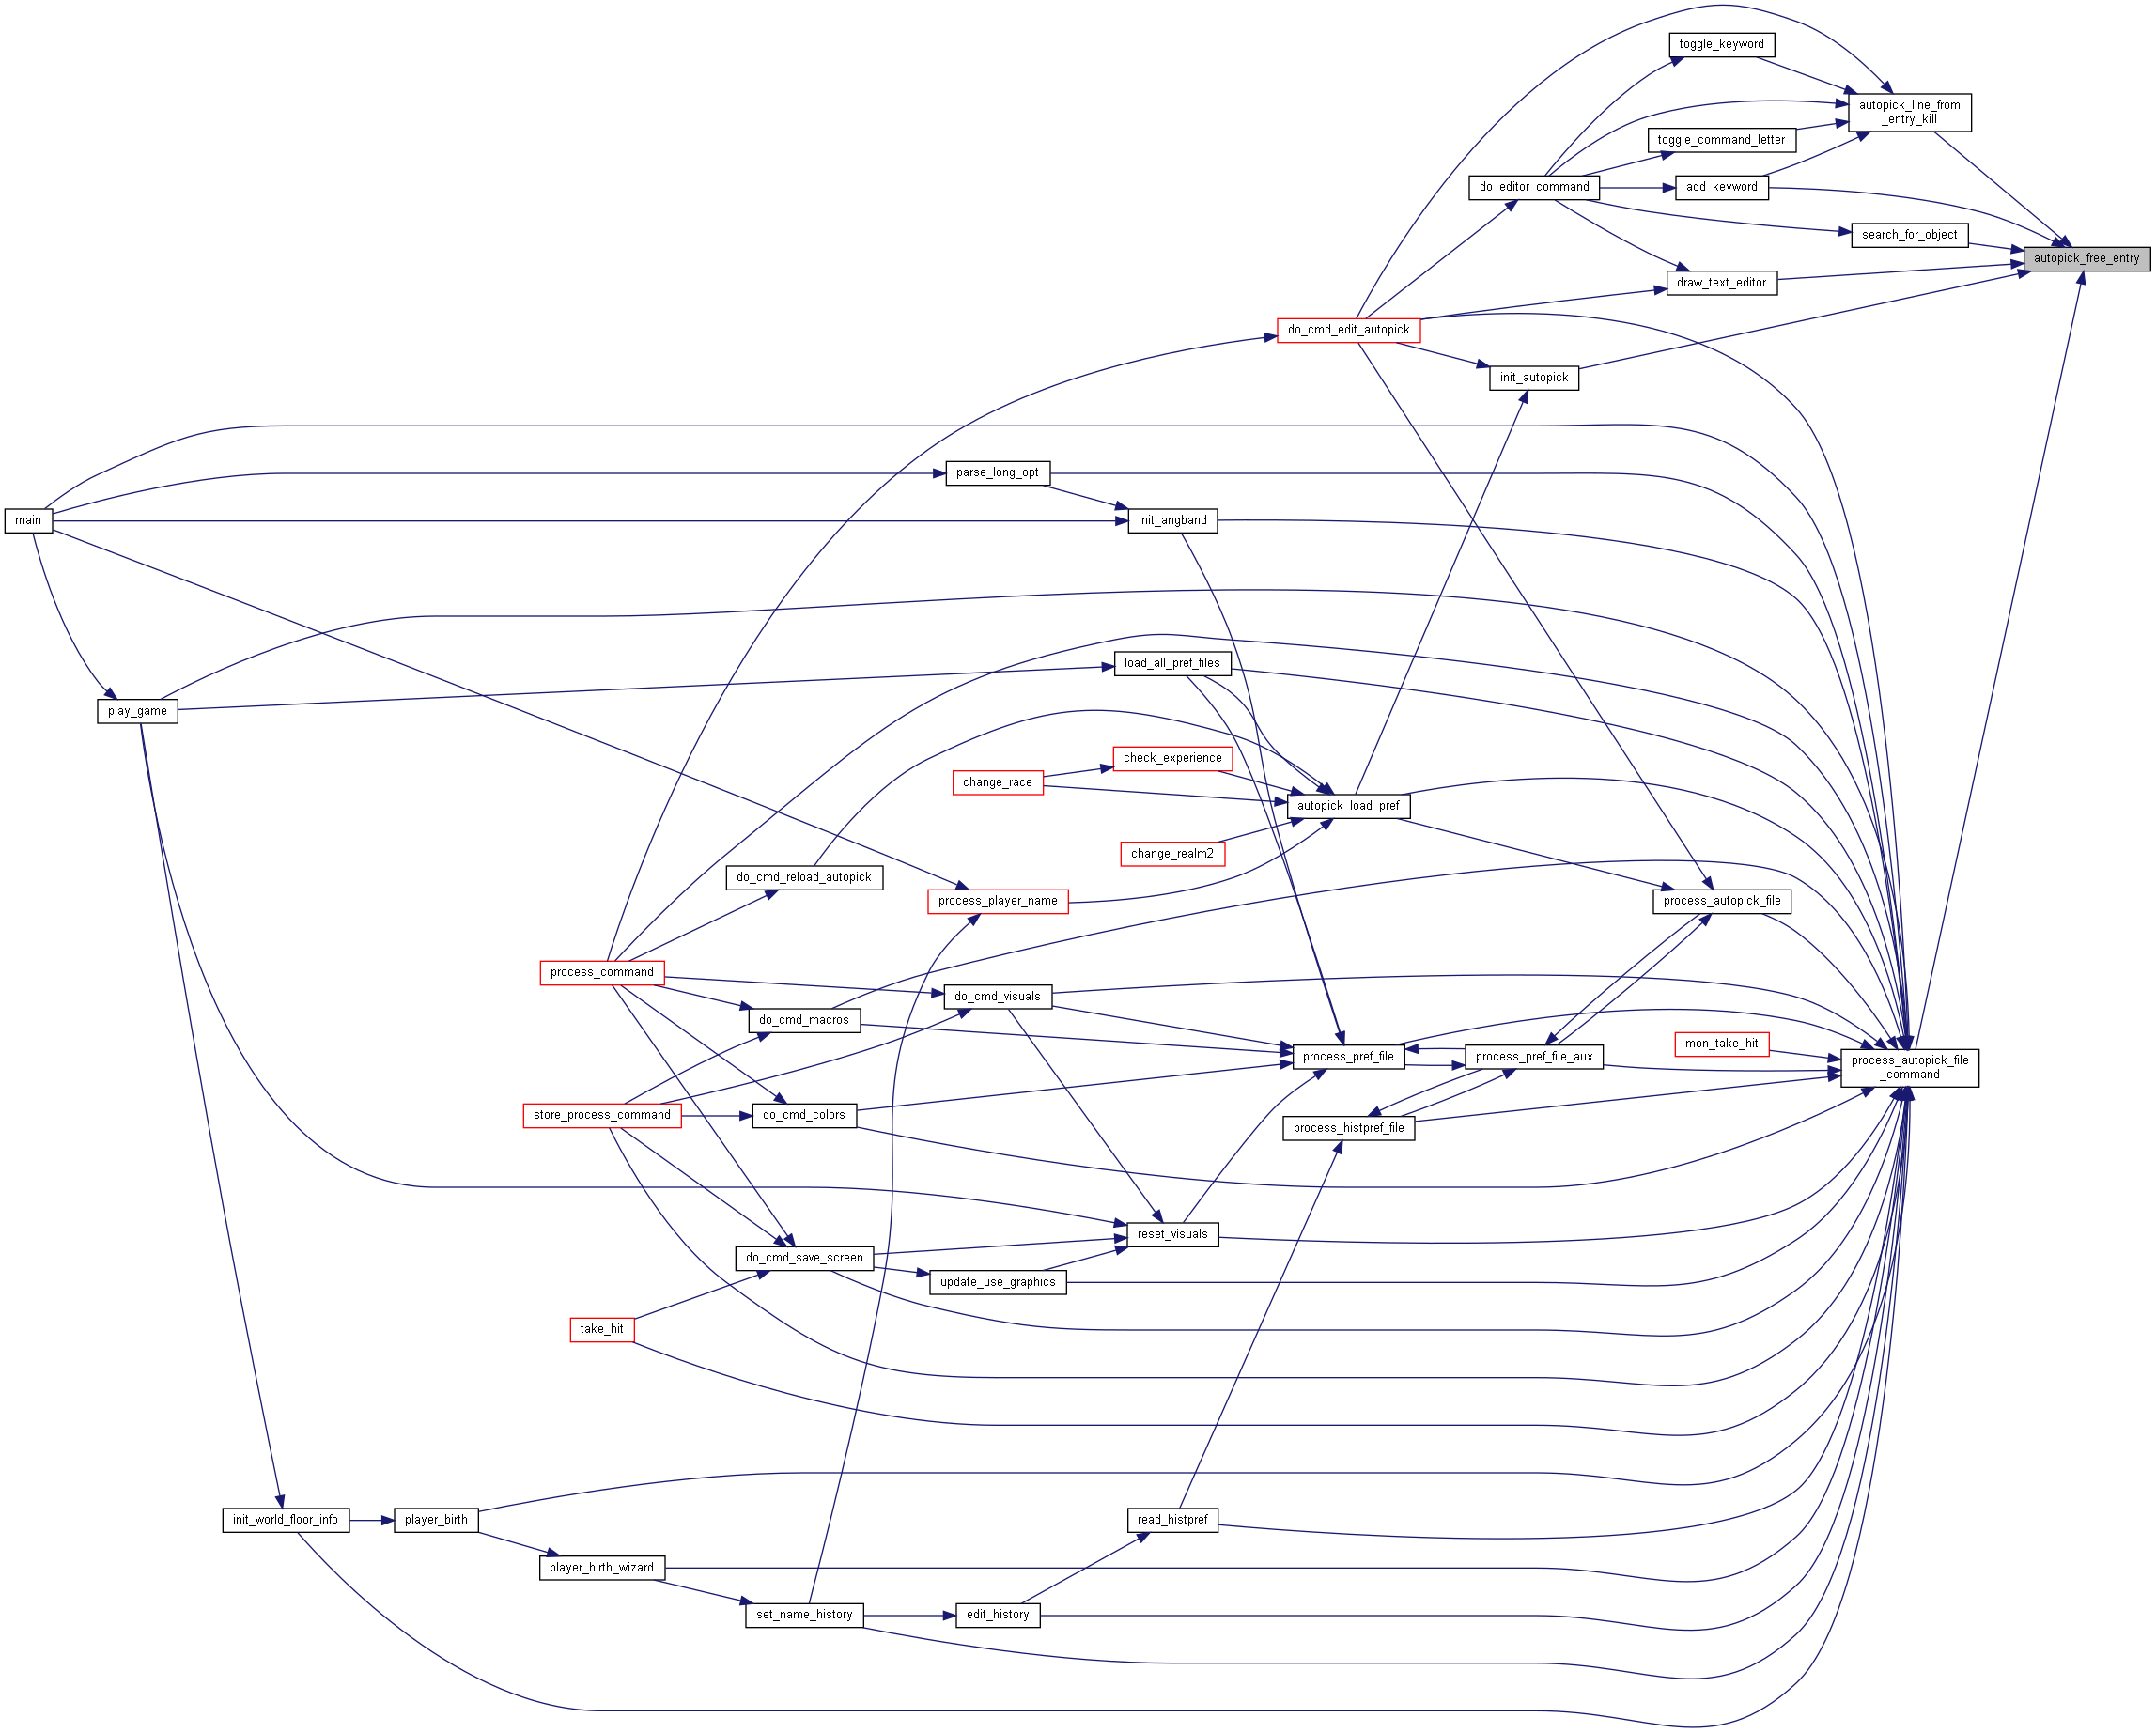 toggle_keyword
autopick_line_from
_entry_kill
toggle_command_letter
do_editor_command
add_keyword
search_for_object
autopick_free_entry
draw_text_editor
do_cmd_edit_autopick
init_autopick
parse_long_opt
main
init_angband
load_all_pref_files
play_game
check_experience
change_race
autopick_load_pref
change_realm2
do_cmd_reload_autopick
process_player_name
process_autopick_file
process_command
do_cmd_visuals
do_cmd_macros
mon_take_hit
process_pref_file
process_pref_file_aux
process_autopick_file
_command
store_process_command
do_cmd_colors
process_histpref_file
reset_visuals
do_cmd_save_screen
update_use_graphics
take_hit
init_world_floor_info
player_birth
read_histpref
player_birth_wizard
set_name_history
edit_history